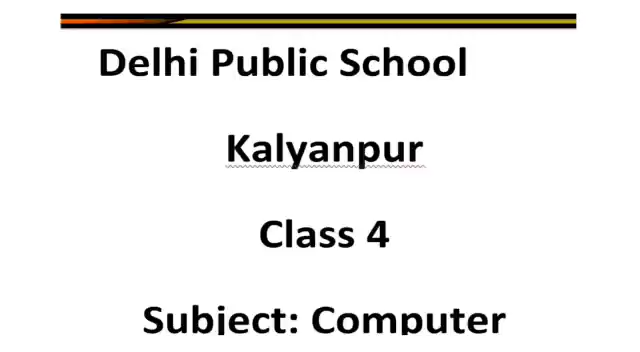 Delhi Public School
Kalyanpur
Class 4
Subject: Computer